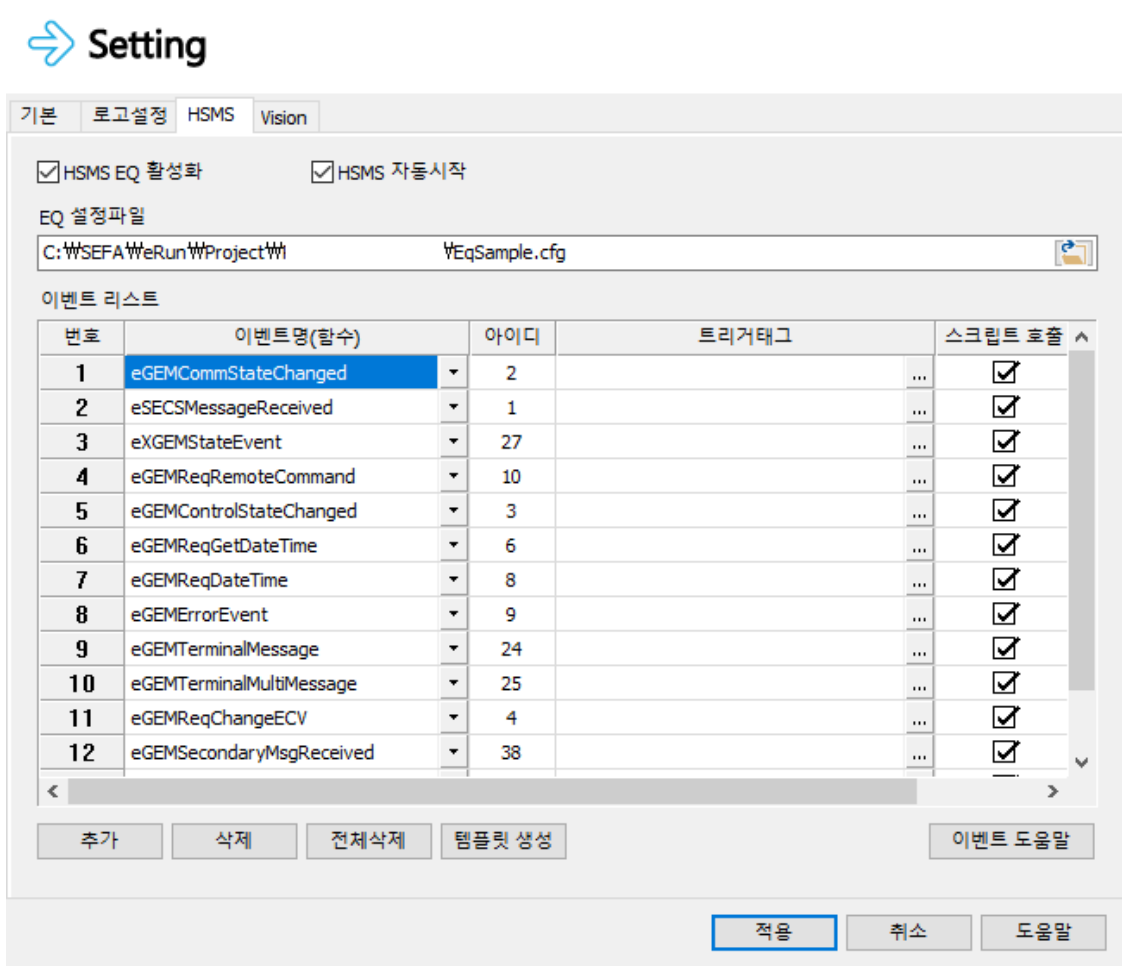 Setting
기본 로고설정 HSMS Vision
HSMS EQ 활성화 HSMS 자동시작
EQ 설정파일
C:₩SEFA₩eRun₩Project₩ ₩EqSample.cfg
이벤트 리스트
번호 이벤트명(함수) 아이디 트리거태그 스크립트 호출
1 eGEMCommStateChanged 2 ...
2 eSECSMessageReceived 1 ...
3 eXGEMStateEvent 27 ...
4 eGEMReqRemoteCommand 10 ...
5 eGEMControlStateChanged 3 ...
6 eGEMReqGetDateTime 6 ...
7 eGEMReqDateTime 8 ...
8 eGEMErrorEvent 9 ...
9 eGEMTerminalMessage 24 ...
10 eGEMTerminalMultiMessage 25 ...
11 eGEMReqChangeECV 4 ...
12 eGEMSecondaryMsgReceived 38 ...
추가 삭제 전체삭제 템플릿 생성 이벤트 도움말
적용 취소 도움말